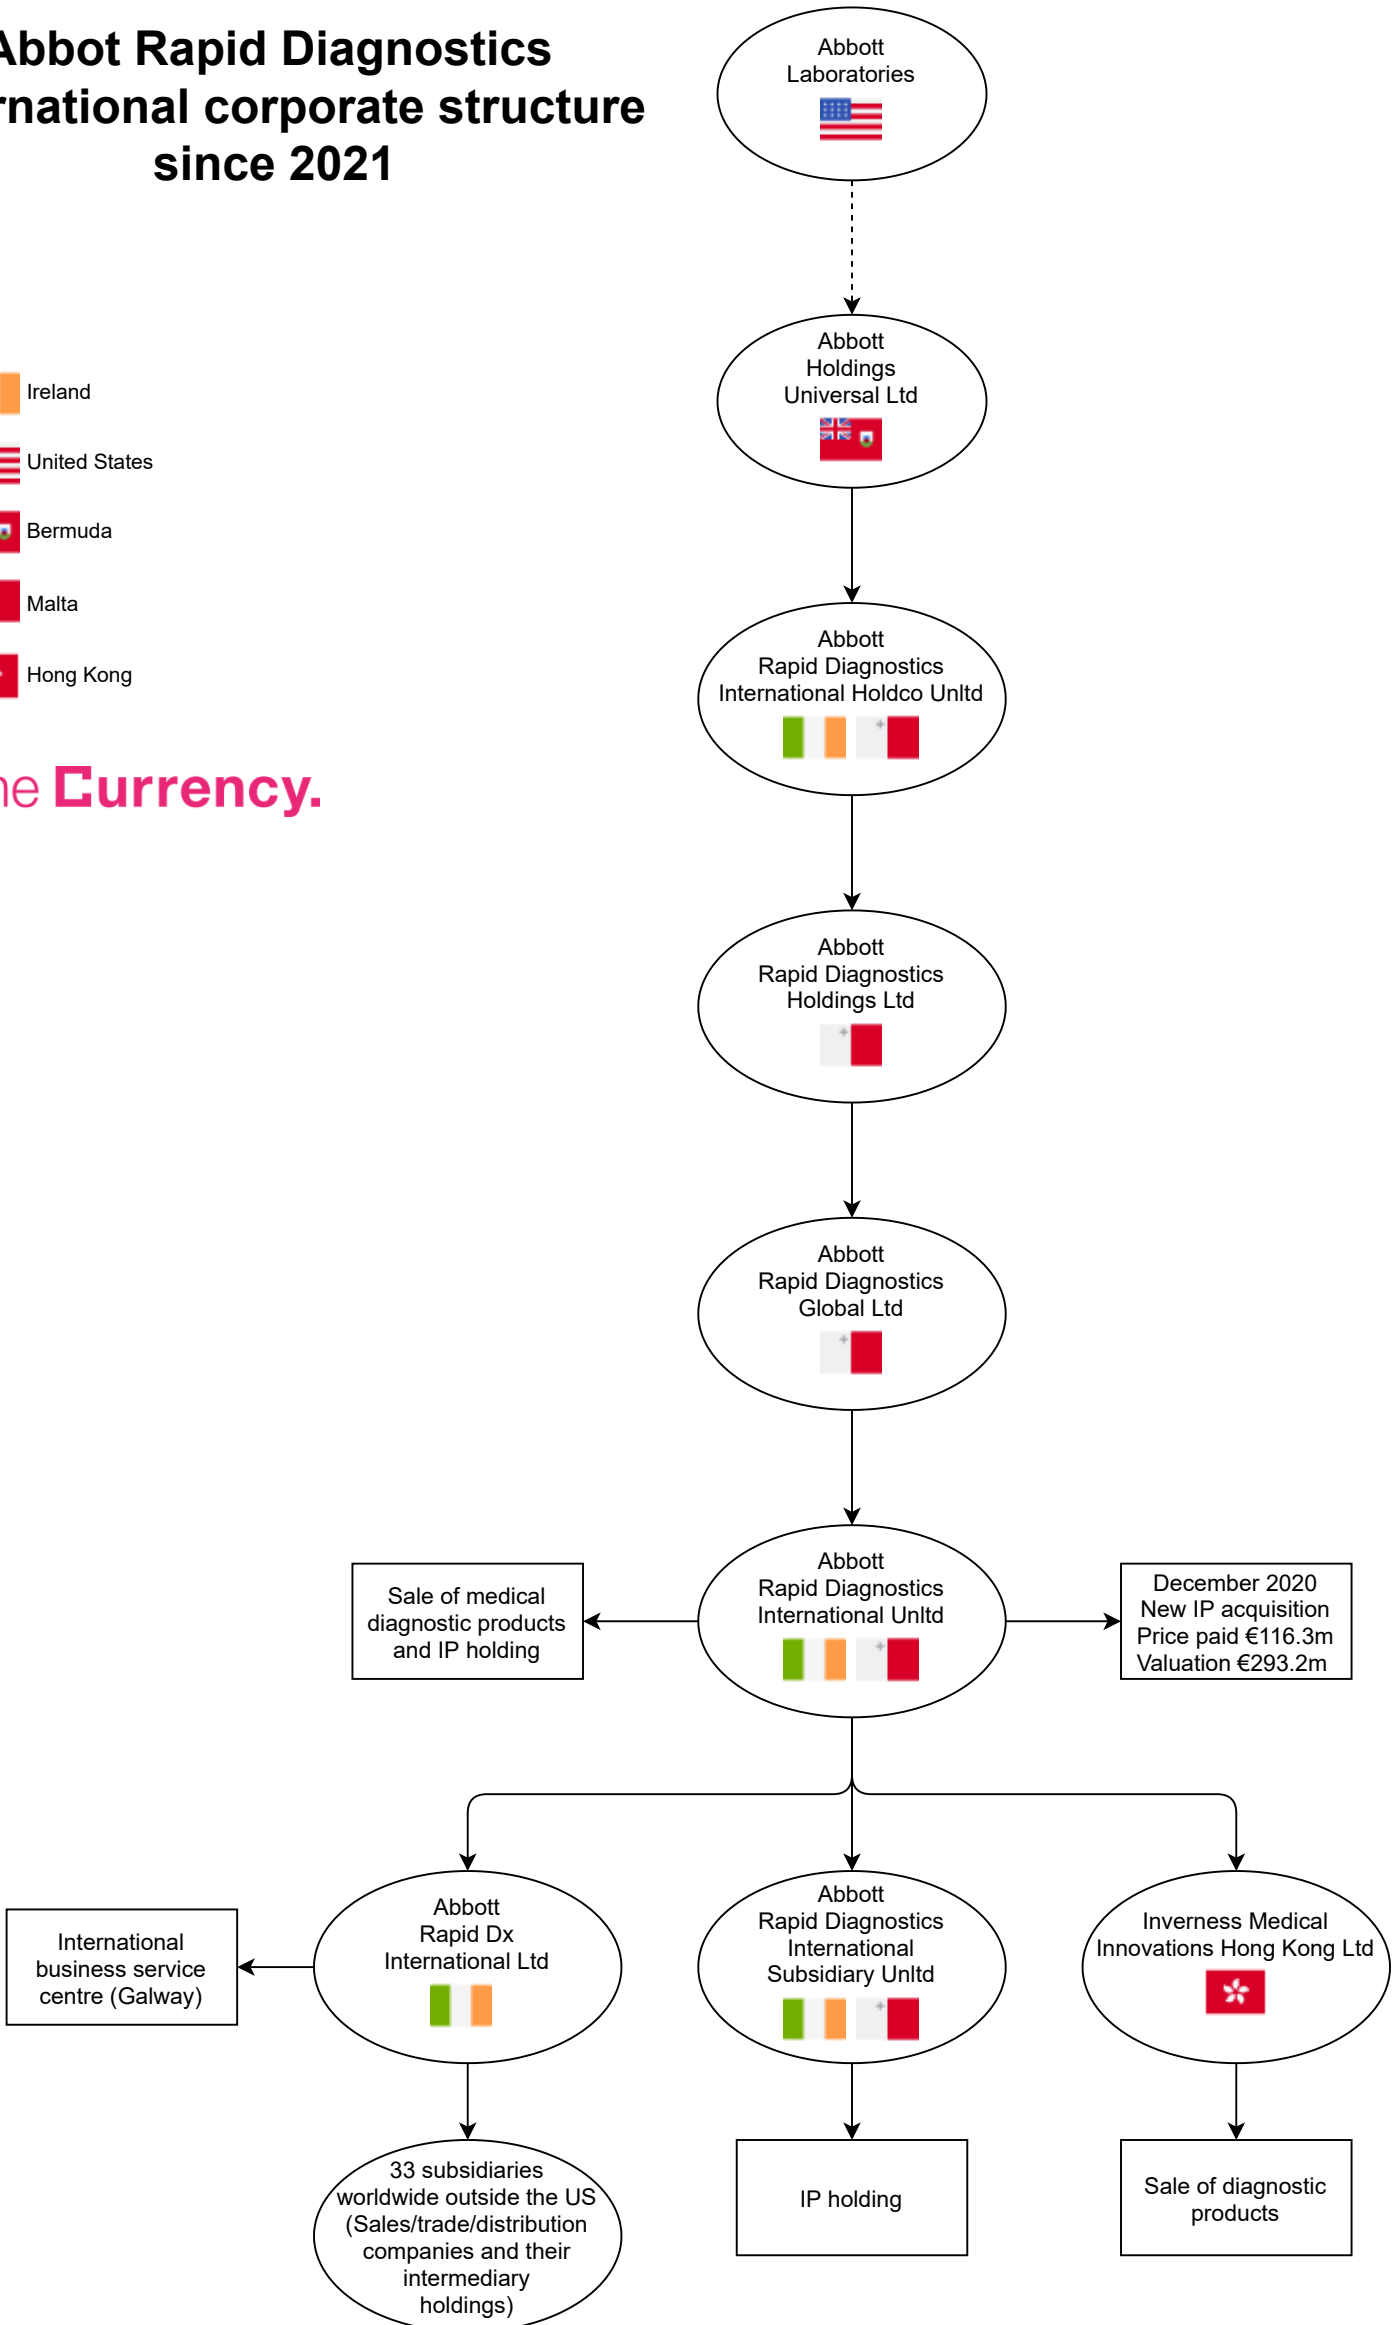 Abbot Rapid Diagnostics
rnational corporate structure
since 2021
Abbott
Laboratories
Abbott
Holdings
Universal Ltd
Ireland
United States
Bermuda
Malta
Hong Kong
Abbott
Rapid Diagnostics
International Holdco Unltd
he Currency.
Abbott
Rapid Diagnostics
Holdings Ltd
Abbott
Rapid Diagnostics
Global Ltd
Abbott
Rapid Diagnostics
International Unltd
Sale of medical
diagnostic products
and IP holding
December 2020
New IP acquisition
Price paid €116.3m
Valuation €293.2m
Abbott
Rapid Dx
International Ltd
Abbott
Rapid Diagnostics
International
Subsidiary Unltd
Inverness Medical
Innovations Hong Kong Ltd
International
business service
centre (Galway)
33 subsidiaries
worldwide outside the US
(Sales/trade/distribution
companies and their
intermediary
holdings)
IP holding
Sale of diagnostic
products